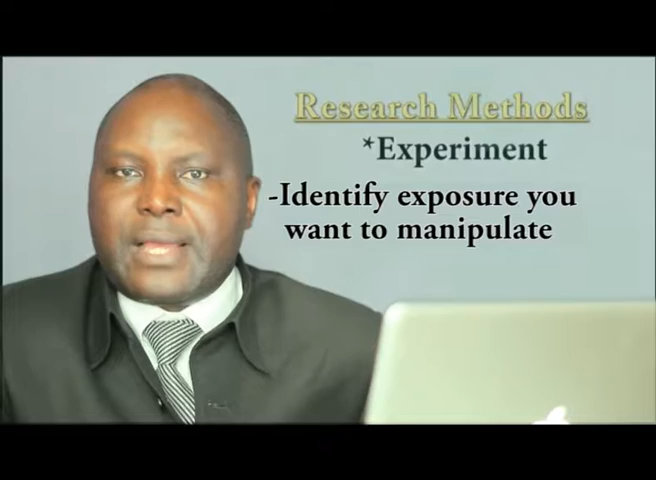 Research Methods
*Experiment
-Identify exposure you
want to manipulate